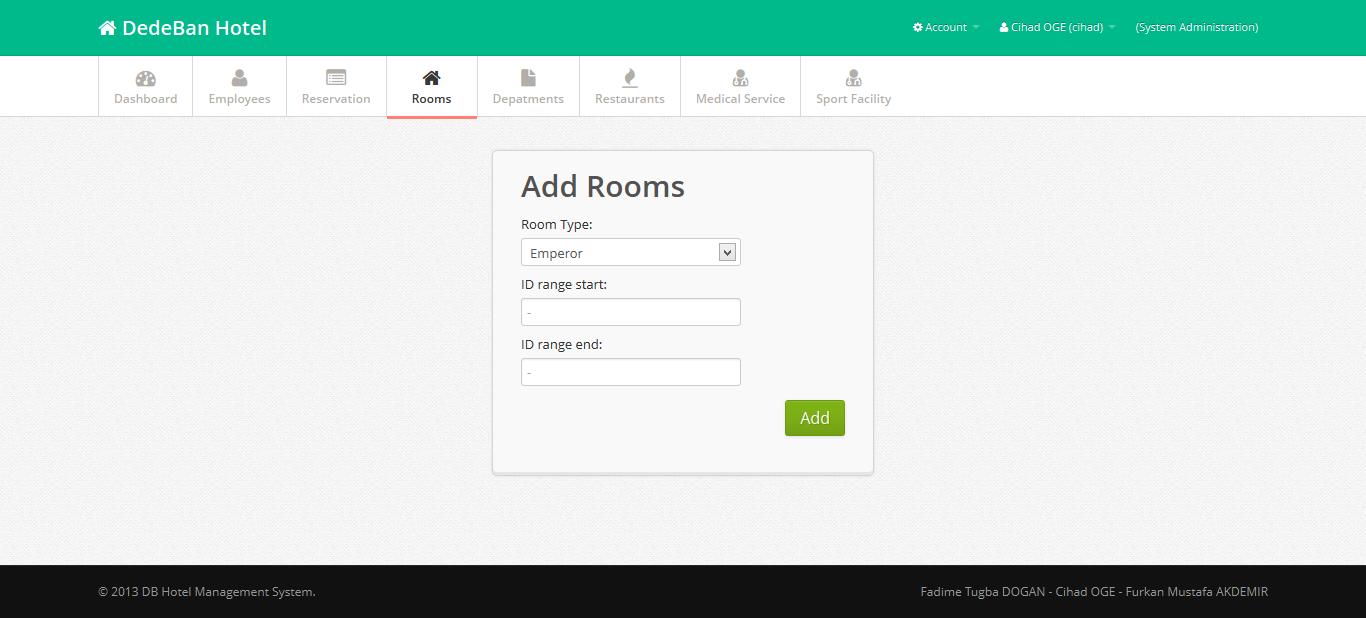 DedeBan Hotel
Account
Cihad OGE (cihad)
(System Administration)
Dashboard
Employees
Reservation
Rooms
Depatments
Restaurants
Medical Service
Sport Facility
Add Rooms
Room Type:
Emperor
ID range start:
-
ID range end:
-
Add
© 2013 DB Hotel Management System.
Fadime Tugba DOGAN - Cihad OGE - Furkan Mustafa AKDEMIR